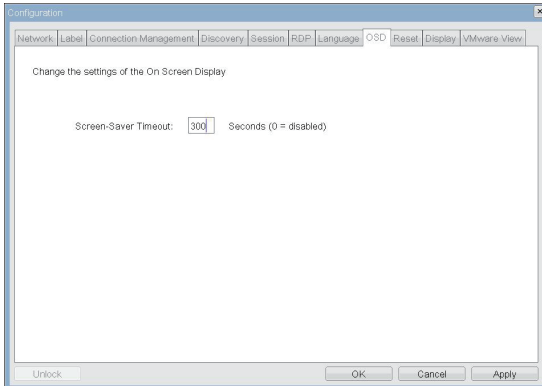 Configuration
Network Label Connection Management Discovery Session RDP Language OSD Reset Display VMware View
Change the settings of the On Screen Display
Screen-Saver Timeout: 300 Seconds (0 = disabled)
Unlock OK Cancel Apply